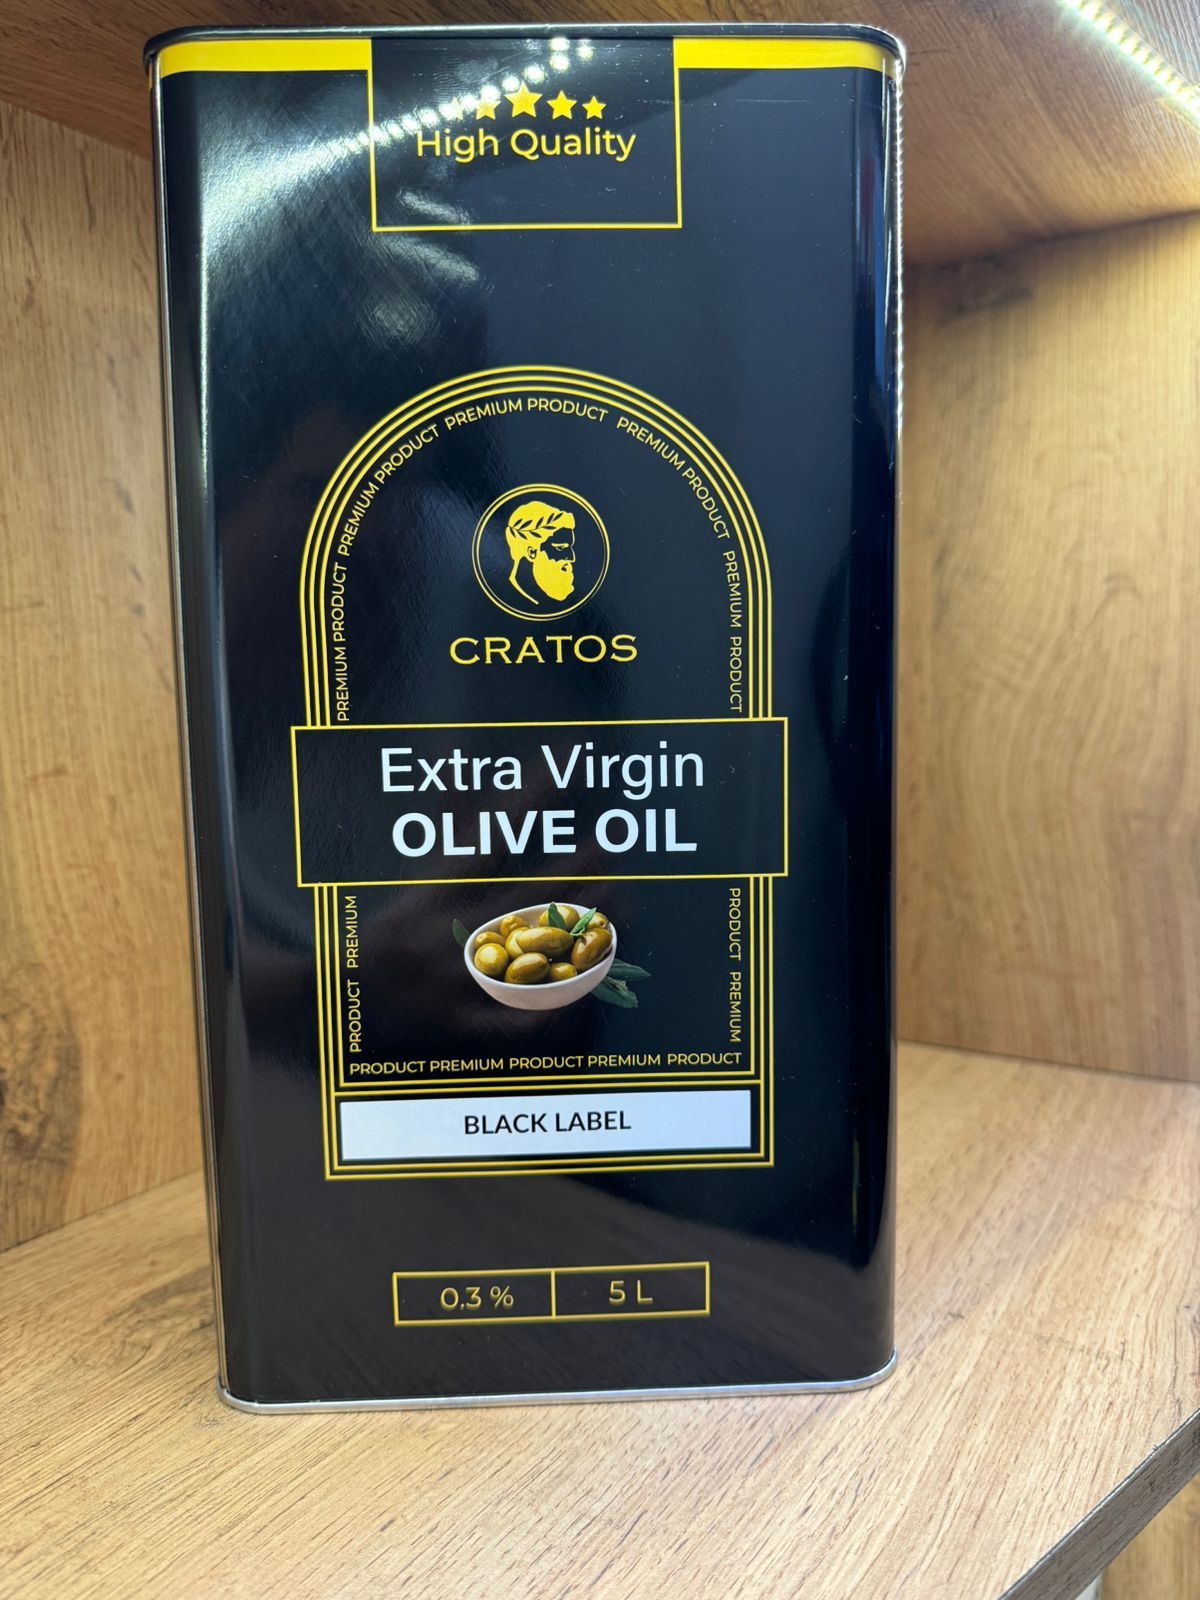 High Quality
PREMIUM PRODUCT PREMIUM PRODUCT PREMIUM PRODUCT PREMIUM PRODUCT PREMIUM PRODUCT
CRATOS
Extra Virgin
OLIVE OIL
PRODUCT PREMIUM
PRODUCT PREMIUM
PRODUCT PREMIUM PRODUCT PREMIUM PRODUCT
BLACK LABEL
0,3 %
5 L